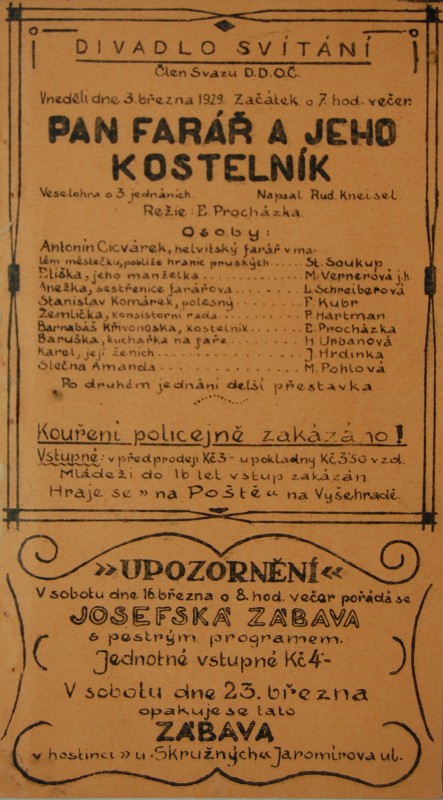 DIVADLO SVÍTÁNÍ
Člen Svazu D.D.O.Č.
V neděli dne 3. března 1929. Začátek o 7. hod. večer.
PAN FARÁŘ A JEHO
KOSTELNÍK
Veselohra o 3. jednáních. Napsal Rud. Kneisel.
Režie: E. Procházka.
Osoby:
Antonín Cicvárek, helvitský farář v ma-
lém městečku, poblíže hranic pruských.... St. Soukup
Eliška, jeho manželka .............. M. Vernerová j.h.
Anežka, sestřenice farářova ........ L. Schreiberová
Stanislav Komárek, polesný ........ F. Kubr
Žemlička, konsistorní rada ........ P. Hartman
Barnabáš Křivonoska, kostelník .... E. Procházka
Baruška, kuchařka na faře ......... H. Urbanová
Karel, její ženich ............... J. Hrdinka
Slečna Amanda .................. M. Pohlová
Po druhém jednání delší přestávka.
Kouření policejně zakázáno!
Vstupné: v předprodeji Kč 3- u pokladny Kč 3'50 v zd.
Mládeži do 16 let vstup zakázán
Hraje se » na Poště « na Vyšehradě.
»UPOZORNĚNÍ«
V sobotu dne 16. března o 8. hod. večer pořádá se
JOSEFSKÁ ZÁBAVA
s pestrým programem.
Jednotné vstupné Kč 4-
V sobotu dne 23. března
opakuje se tato
ZÁBAVA
v hostinci » u Skružných « Jaromírova ul.